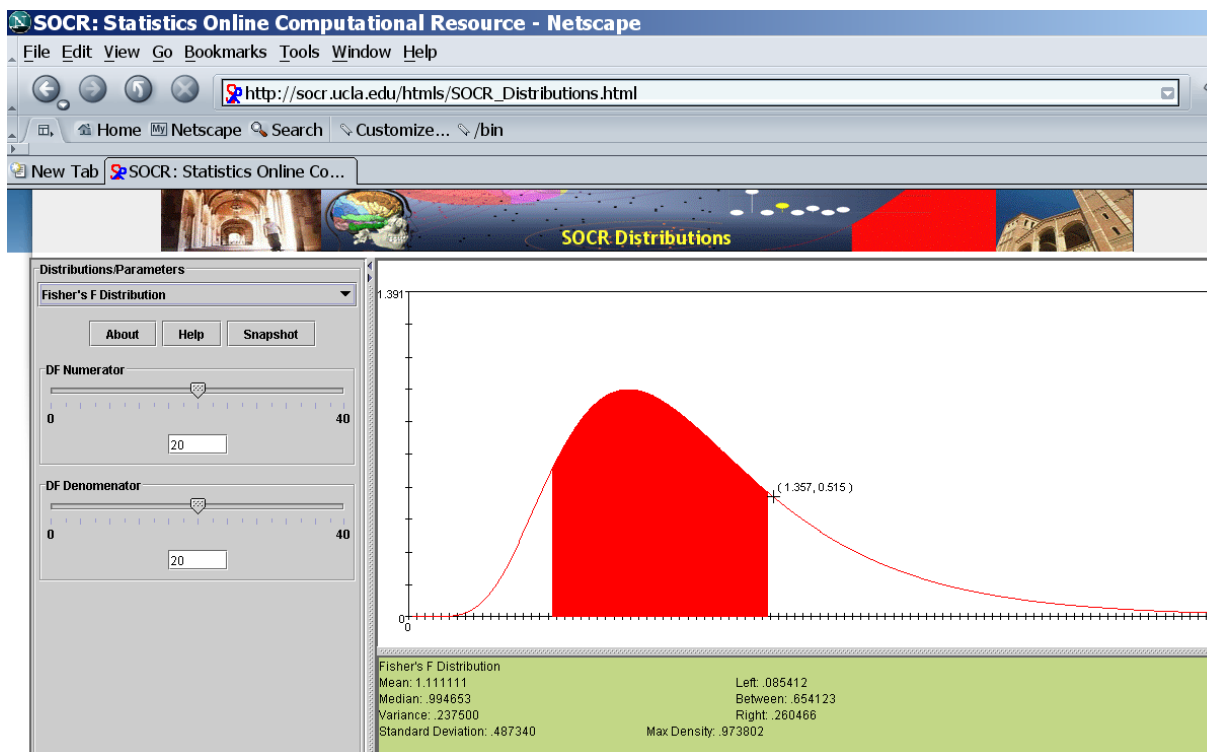 SOCR: Statistics Online Computational Resource - Netscape
File Edit View Go Bookmarks Tools Window Help
http://socr.ucla.edu/htmls/SOCR_Distributions.html
Home My Netscape Search Customize... /bin
New Tab SOCR: Statistics Online Co...
SOCR Distributions
Distributions/Parameters
Fisher's F Distribution
About Help Snapshot
DF Numerator
0 40
20
DF Denomenator
0 40
20
1.391
(1.357, 0.515 )
0
0
Fisher's F Distribution
Mean: 1.111111 Left: .085412
Median: .994653 Between: .654123
Variance: .237500 Right: .260466
Standard Deviation: .487340 Max Density: .973802